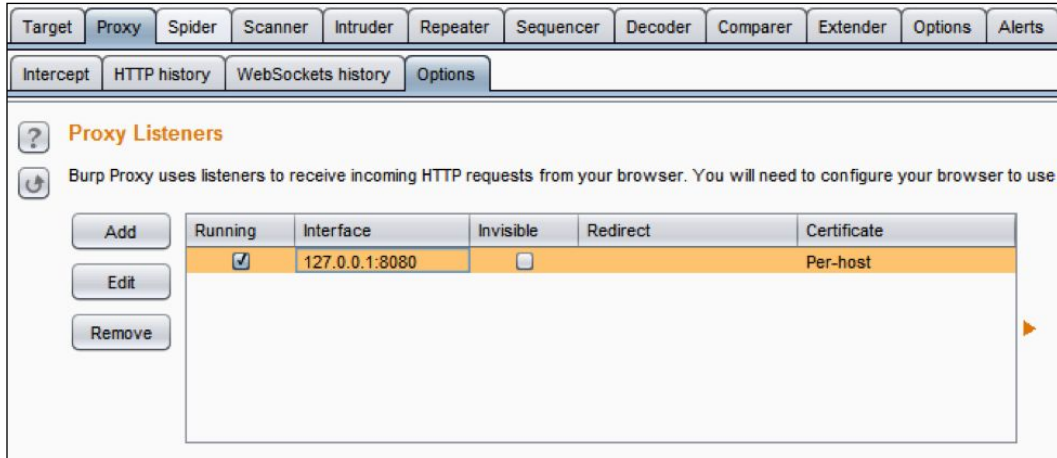 Target Proxy Spider Scanner Intruder Repeater Sequencer Decoder Comparer Extender Options Alerts
Intercept HTTP history WebSockets history Options
? Proxy Listeners
Burp Proxy uses listeners to receive incoming HTTP requests from your browser. You will need to configure your browser to use
Add Running Interface Invisible Redirect Certificate
127.0.0.1:8080 Per-host
Edit
Remove